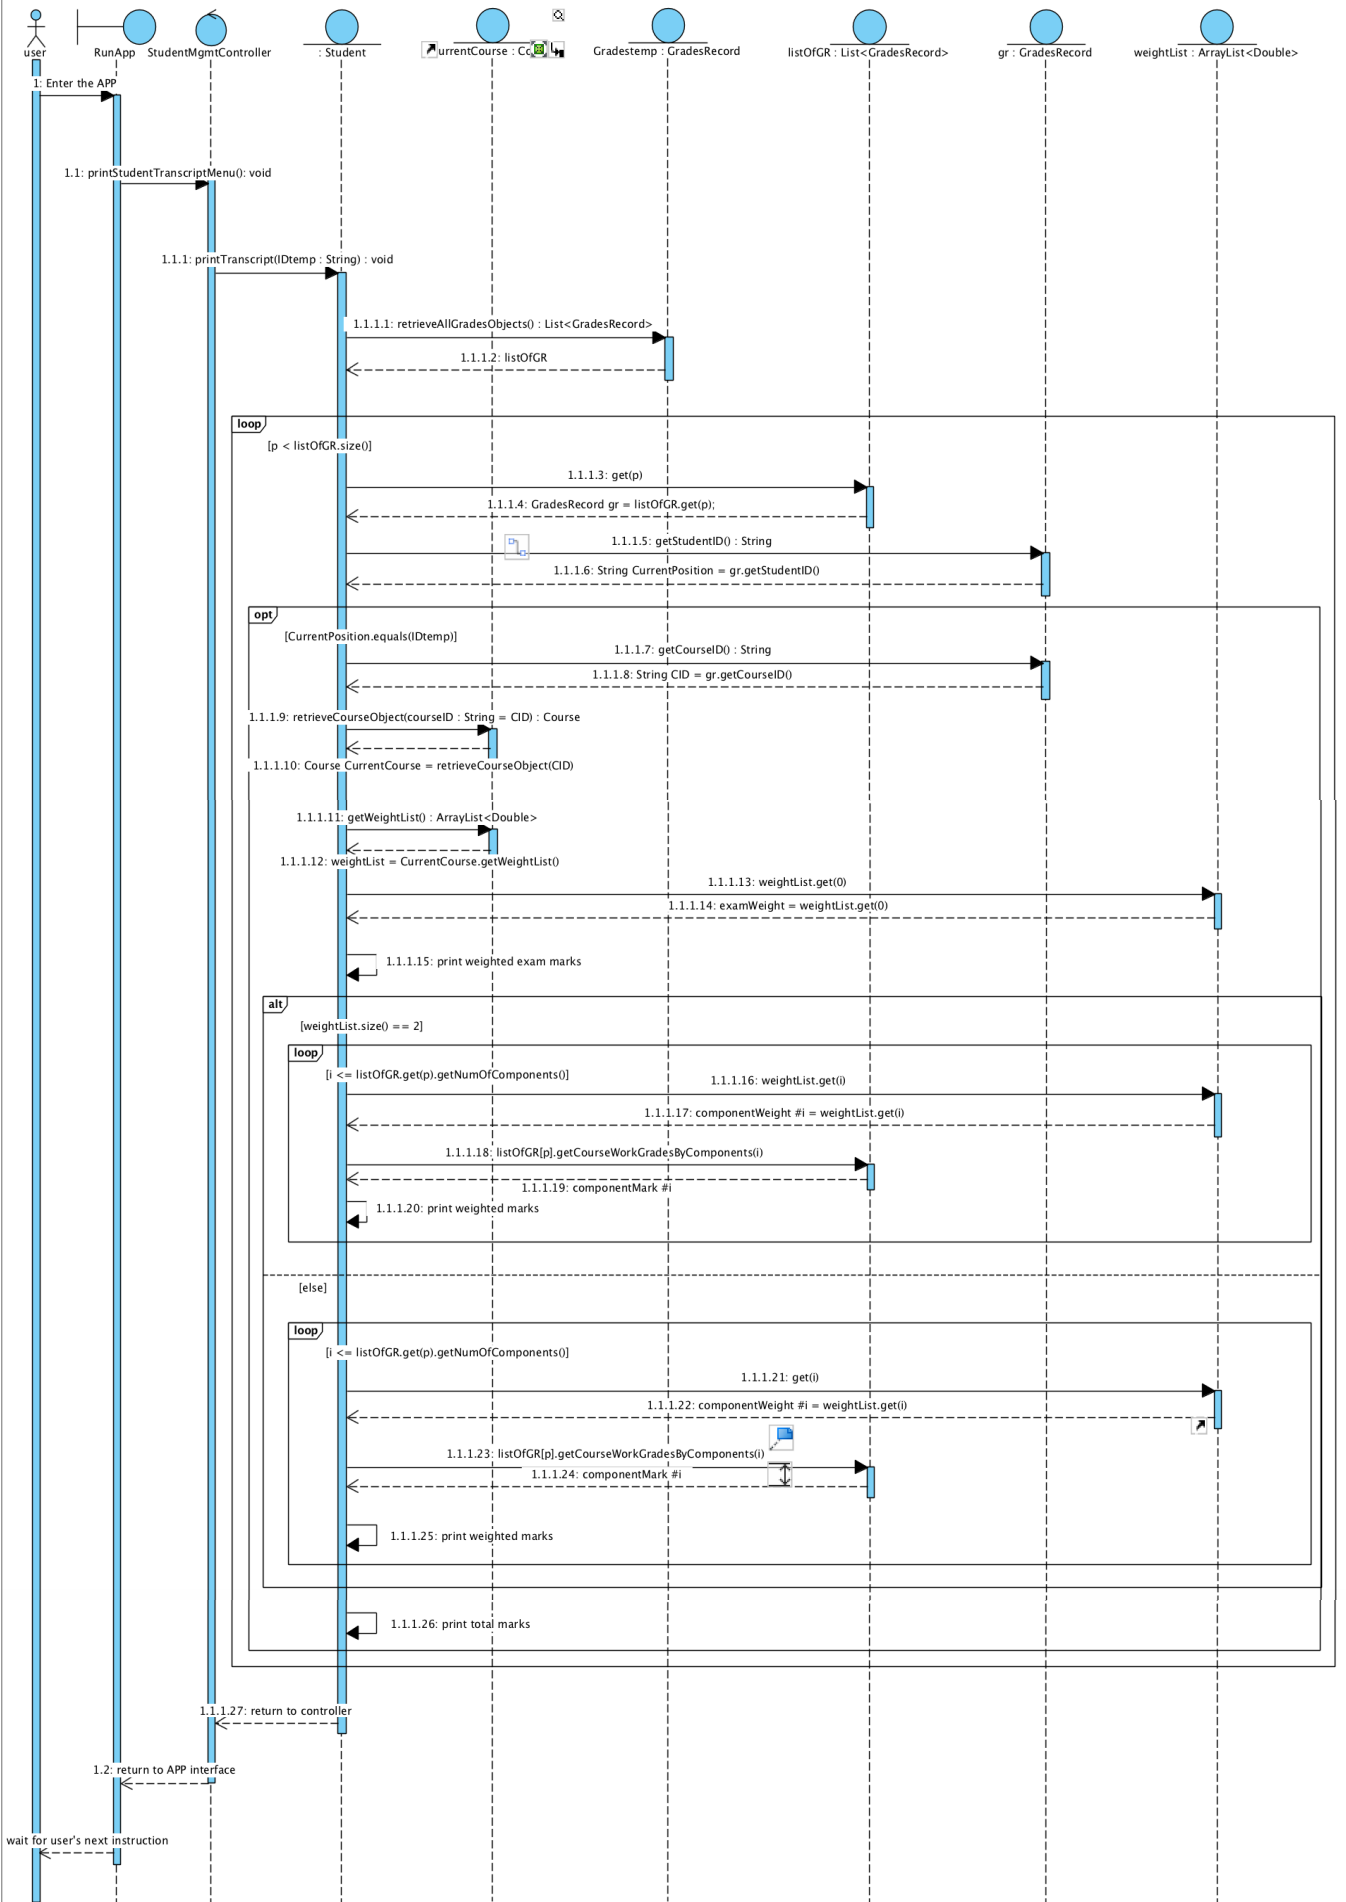 user
RunApp
StudentMgmtController
: Student
urrentCourse : Co
Gradestemp : GradesRecord
listOfGR : List<GradesRecord>
gr : GradesRecord
weightList : ArrayList<Double>
1: Enter the APP
1.1: printStudentTranscriptMenu(): void
1.1.1: printTranscript(IDtemp : String) : void
1.1.1.1: retrieveAllGradesObjects() : List<GradesRecord>
1.1.1.2: listOfGR
loop
[p < listOfGR.size()]
1.1.1.3: get(p)
1.1.1.4: GradesRecord gr = listOfGR.get(p);
1.1.1.5: getStudentID() : String
1.1.1.6: String CurrentPosition = gr.getStudentID()
opt
[CurrentPosition.equals(IDtemp)]
1.1.1.7: getCourseID() : String
1.1.1.8: String CID = gr.getCourseID()
1.1.1.9: retrieveCourseObject(courseID : String = CID) : Course
1.1.1.10: Course CurrentCourse = retrieveCourseObject(CID)
1.1.1.11: getWeightList() : ArrayList<Double>
1.1.1.12: weightList = CurrentCourse.getWeightList()
1.1.1.13: weightList.get(0)
1.1.1.14: examWeight = weightList.get(0)
1.1.1.15: print weighted exam marks
alt
[weightList.size() == 2]
loop
[i <= listOfGR.get(p).getNumOfComponents()]
1.1.1.16: weightList.get(i)
1.1.1.17: componentWeight #i = weightList.get(i)
1.1.1.18: listOfGR[p].getCourseWorkGradesByComponents(i)
1.1.1.19: componentMark #i
1.1.1.20: print weighted marks
[else]
loop
[i <= listOfGR.get(p).getNumOfComponents()]
1.1.1.21: get(i)
1.1.1.22: componentWeight #i = weightList.get(i)
1.1.1.23: listOfGR[p].getCourseWorkGradesByComponents(i)
1.1.1.24: componentMark #i
1.1.1.25: print weighted marks
1.1.1.26: print total marks
1.1.1.27: return to controller
1.2: return to APP interface
wait for user's next instruction